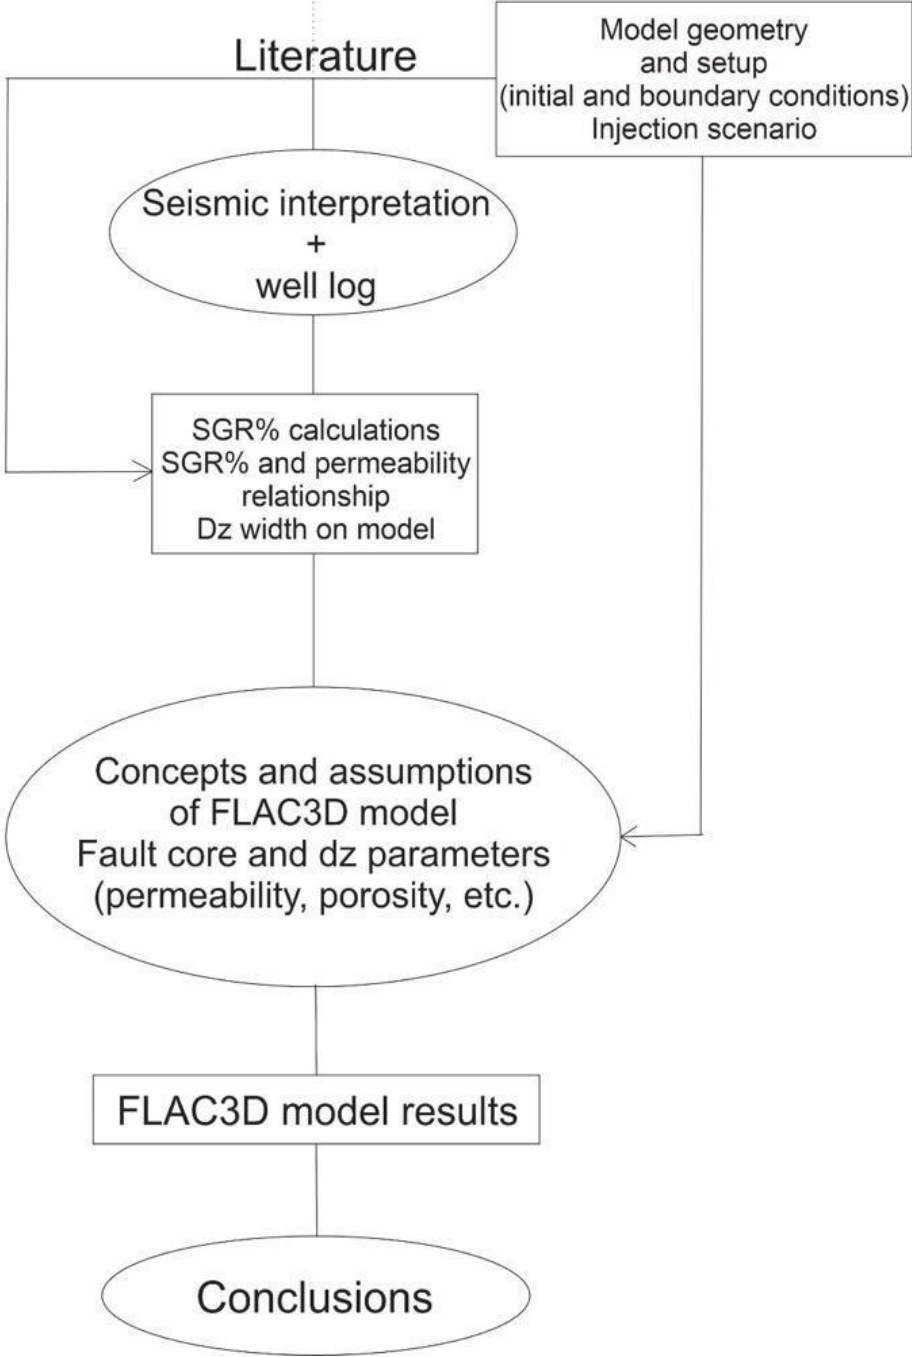 Literature
Model geometry
and setup
(initial and boundary conditions)
Injection scenario
Seismic interpretation
+
well log
SGR% calculations
SGR% and permeability
relationship
Dz width on model
Concepts and assumptions
of FLAC3D model
Fault core and dz parameters
(permeability, porosity, etc.)
FLAC3D model results
Conclusions